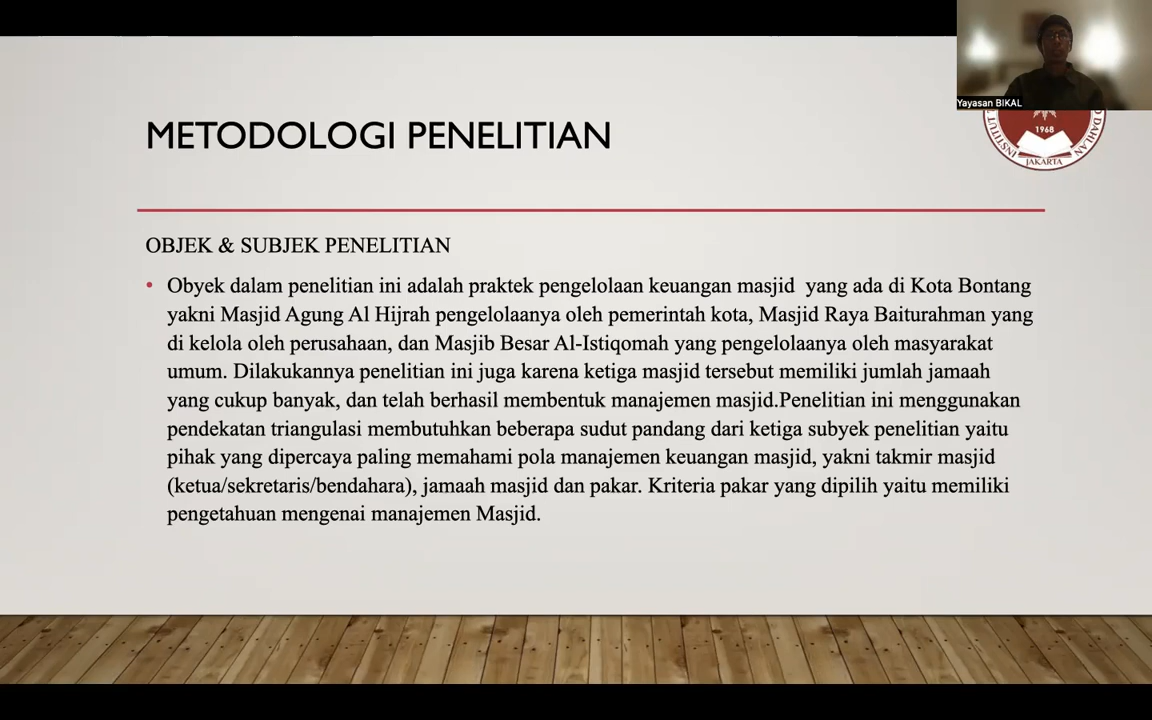 Yayasan BIKAL
1968
INSTITUT
DAHLAN
JAKARTA
METODOLOGI PENELITIAN
OBJEK & SUBJEK PENELITIAN
• Obyek dalam penelitian ini adalah praktek pengelolaan keuangan masjid yang ada di Kota Bontang
yakni Masjid Agung Al Hijrah pengelolaanya oleh pemerintah kota, Masjid Raya Baiturahman yang
di kelola oleh perusahaan, dan Masjib Besar Al-Istiqomah yang pengelolaanya oleh masyarakat
umum. Dilakukannya penelitian ini juga karena ketiga masjid tersebut memiliki jumlah jamaah
yang cukup banyak, dan telah berhasil membentuk manajemen masjid.Penelitian ini menggunakan
pendekatan triangulasi membutuhkan beberapa sudut pandang dari ketiga subyek penelitian yaitu
pihak yang dipercaya paling memahami pola manajemen keuangan masjid, yakni takmir masjid
(ketua/sekretaris/bendahara), jamaah masjid dan pakar. Kriteria pakar yang dipilih yaitu memiliki
pengetahuan mengenai manajemen Masjid.